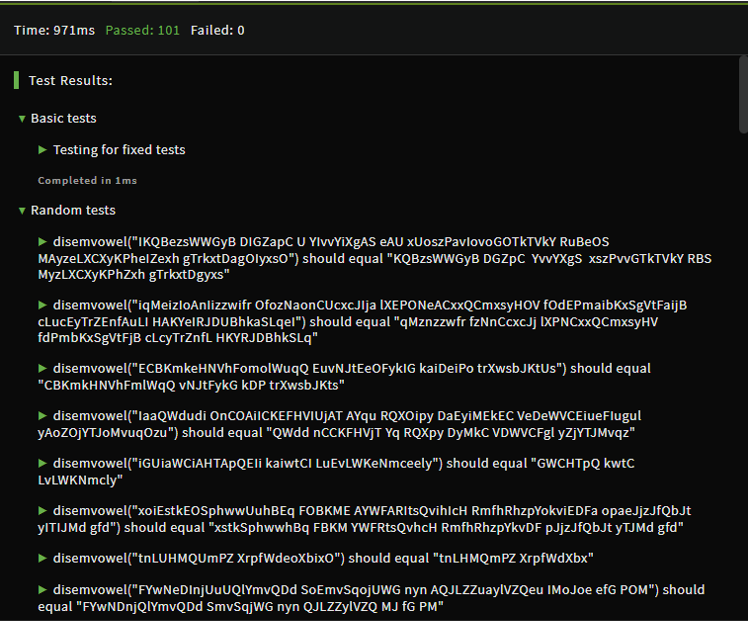 Time: 971ms Passed: 101 Failed: 0
Test Results:
Basic tests
Testing for fixed tests
Completed in 1ms
Random tests
disemvowel("IKQBezsWWGyB DIGZapC U YIvvYiXgAS eAU xUoszPavIovoGOTkTVkY RuBeOS
MAyzeLXCXyKPheIZexh gTrkxtDagOIyxsO") should equal "KQBzsWWGyB DGZpC  YvvYXgS  xszPvvGTkTVkY RBS
MyzLXCXyKPhZxh gTrkxtDgyxs"
disemvowel("iqMeizIoAnIizzwifr OfozNaonCUcxcJIja lXEPONeACxxQCmxsyHOV fOdEPmaibKxSgVtFaijB
cLucEyTrZEnfAuLI HAKYeIRJDUBhkaSLqeI") should equal "qMznzzwfr fzNnCcxcJj lXPNCxxQCmxsyHV
fdPmbKxSgVtFjB cLcyTrZnfL HKYRJDBhkSLq"
disemvowel("ECBKmkeHNVhFomolWuqQ EuvNJtEeOFykIG kaiDeiPo trXwsbJKtUs") should equal
"CBKmkHNVhFmlWqQ vNJtFykG kDP trXwsbJKts"
disemvowel("IaaQWdudi OnCOAiICKEFHVIUjAT AYqu RQXOipy DaEyiMEkEC VeDeWVCEiueFIugul
yAoZOjYTJoMvuqOzu") should equal "QWdd nCCKFHVjT Yq RQXpy DyMkC VDWVCFgl yZjYTJMvqz"
disemvowel("iGUiaWCiAHTApQEIi kaiwtCI LuEvLWKeNmceely") should equal "GWCHTpQ kwtC
LvLWKNmcly"
disemvowel("xoiEstkEOSphwwUuhBEq FOBKME AYWFARItsQvihIcH RmfhRhzpYokviEDFa opaeJjzJfQbJt
yITIJMd gfd") should equal "xstkSphwwhBq FBKM YWFRtsQvhcH RmfhRhzpYkvDF pJjzJfQbJt yTJMd gfd"
disemvowel("tnLUHMQUmPZ XrpfWdeoXbixO") should equal "tnLHMQmPZ XrpfWdXbx"
disemvowel("FYwNeDInjUuUQlYmvQDd SoEmvSqojUWG nyn AQJLZZuaylVZQeu IMoJoe efG POM") should
equal "FYwNDnjQlYmvQDd SmvSqjWG nyn QJLZZylVZQ MJ fG PM"